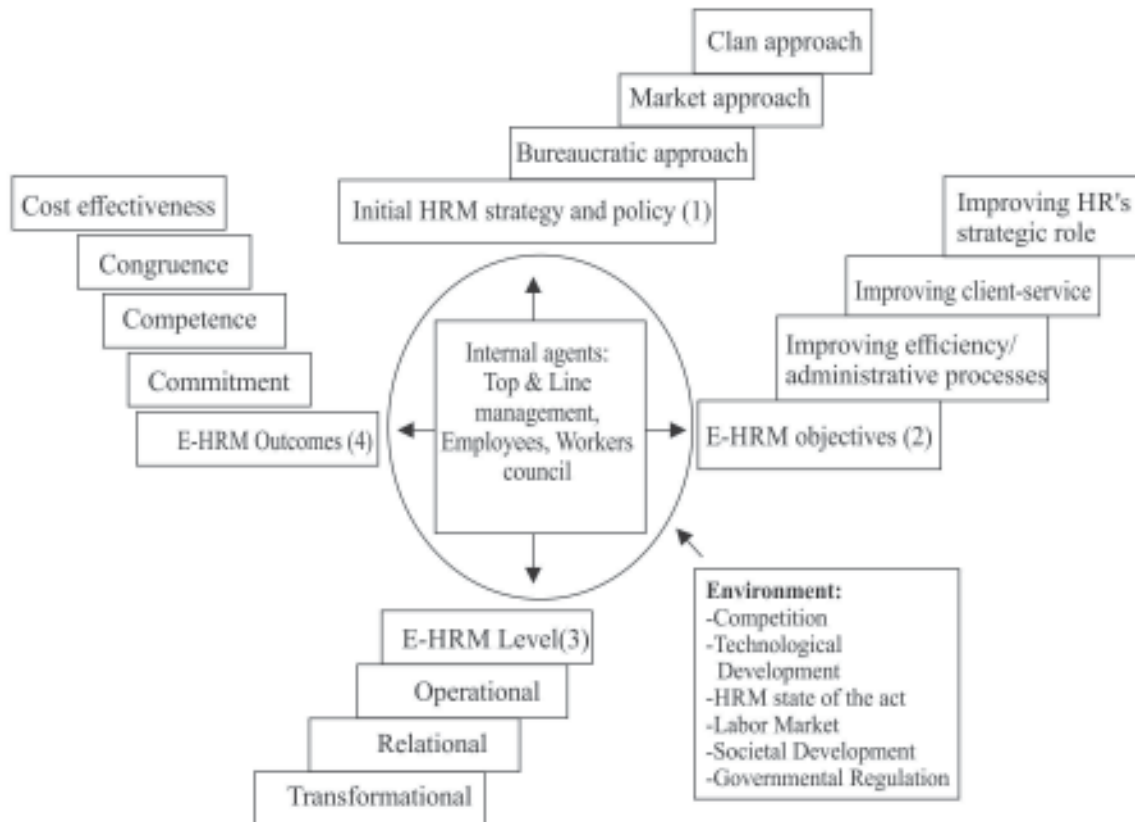 Clan approach
Market approach
Bureaucratic approach
Initial HRM strategy and policy (1)
Cost effectiveness
Congruence
Competence
Commitment
E-HRM Outcomes (4)
Internal agents:
Top & Line
management,
Employees, Workers
council
Improving HR's
strategic role
Improving client-service
Improving efficiency/
administrative processes
E-HRM objectives (2)
E-HRM Level(3)
Operational
Relational
Transformational
Environment:
-Competition
-Technological
Development
-HRM state of the act
-Labor Market
-Societal Development
-Governmental Regulation